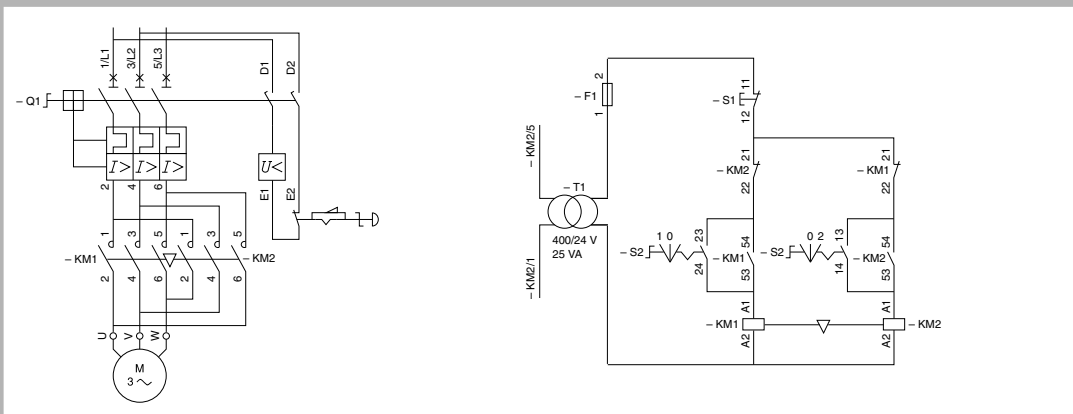 1/L1 3/L2 5/L3 D1 D2
– Q1
I> I> I> U<
2 4 6 E1 E2
1 3 5 1 3 5
– KM1 – KM2
2 4 6 2 4 6
U V W
M
3 ~
– KM2/5
– T1
400/24 V
25 VA
– KM2/1
2
– F1
1
11
– S1
12
21
– KM2
22
21
– KM1
22
1 0 23
– S2
24
54
– KM1
53
0 2 13
– S2
14
54
– KM2
53
A1
– KM1
A2
A1
– KM2
A2